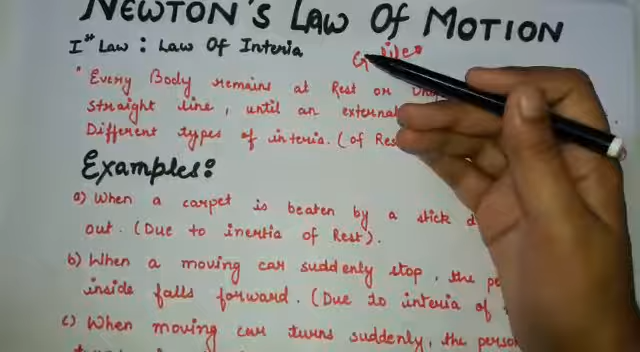 NEWTON'S LAW OF MOTION
Ist LAW : LAW OF INTERIA
" Every Body remains at Rest or
straight line, until an external
Different types of interia. ( of
Examples:
a) When a carpet is beaten by a stick
out. (Due to inertia of Rest).
b) When a moving car suddenly stop, the
inside falls forward. (Due to interia of
c) When moving car turns suddenly, the person